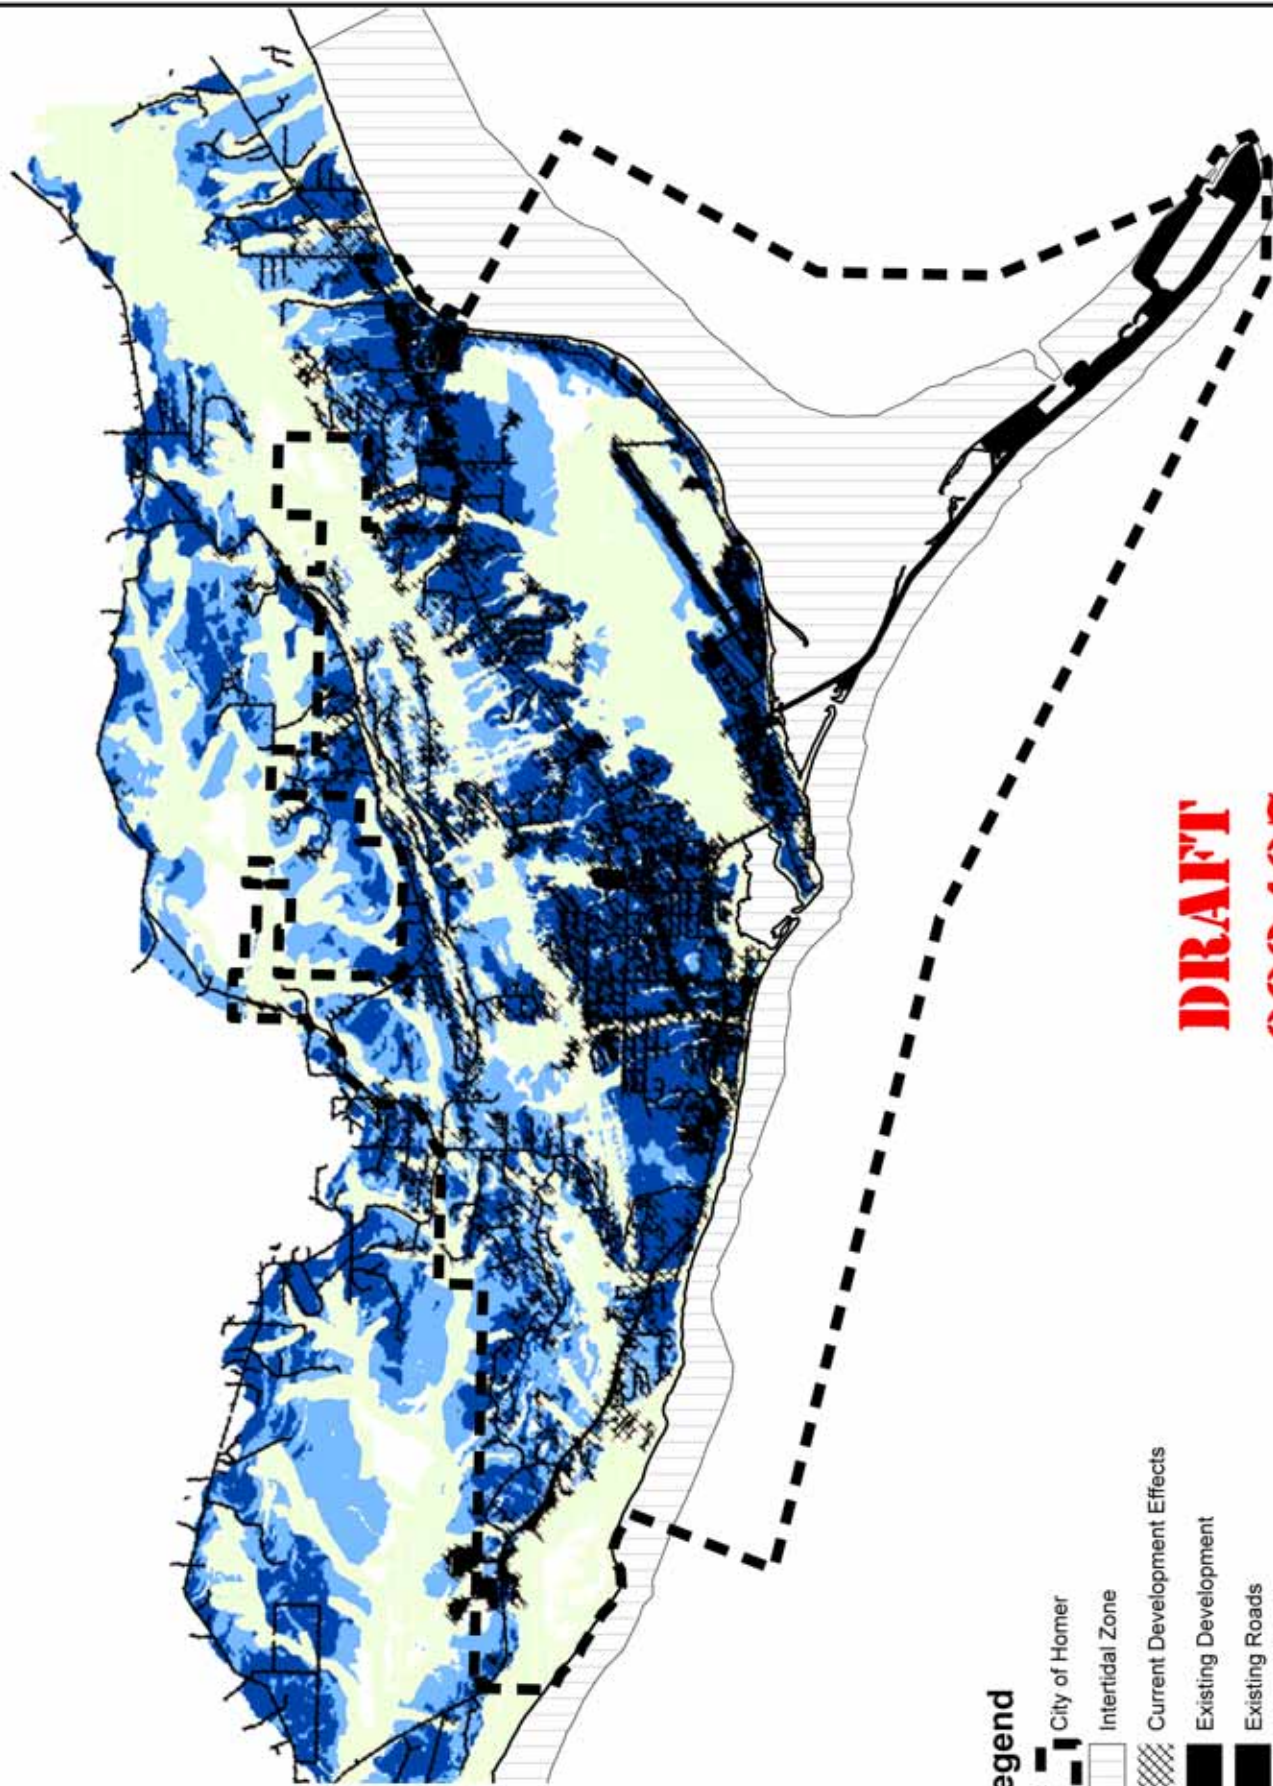 DRAFT
egend
City of Homer
Intertidal Zone
Current Development Effects
Existing Development
Existing Roads